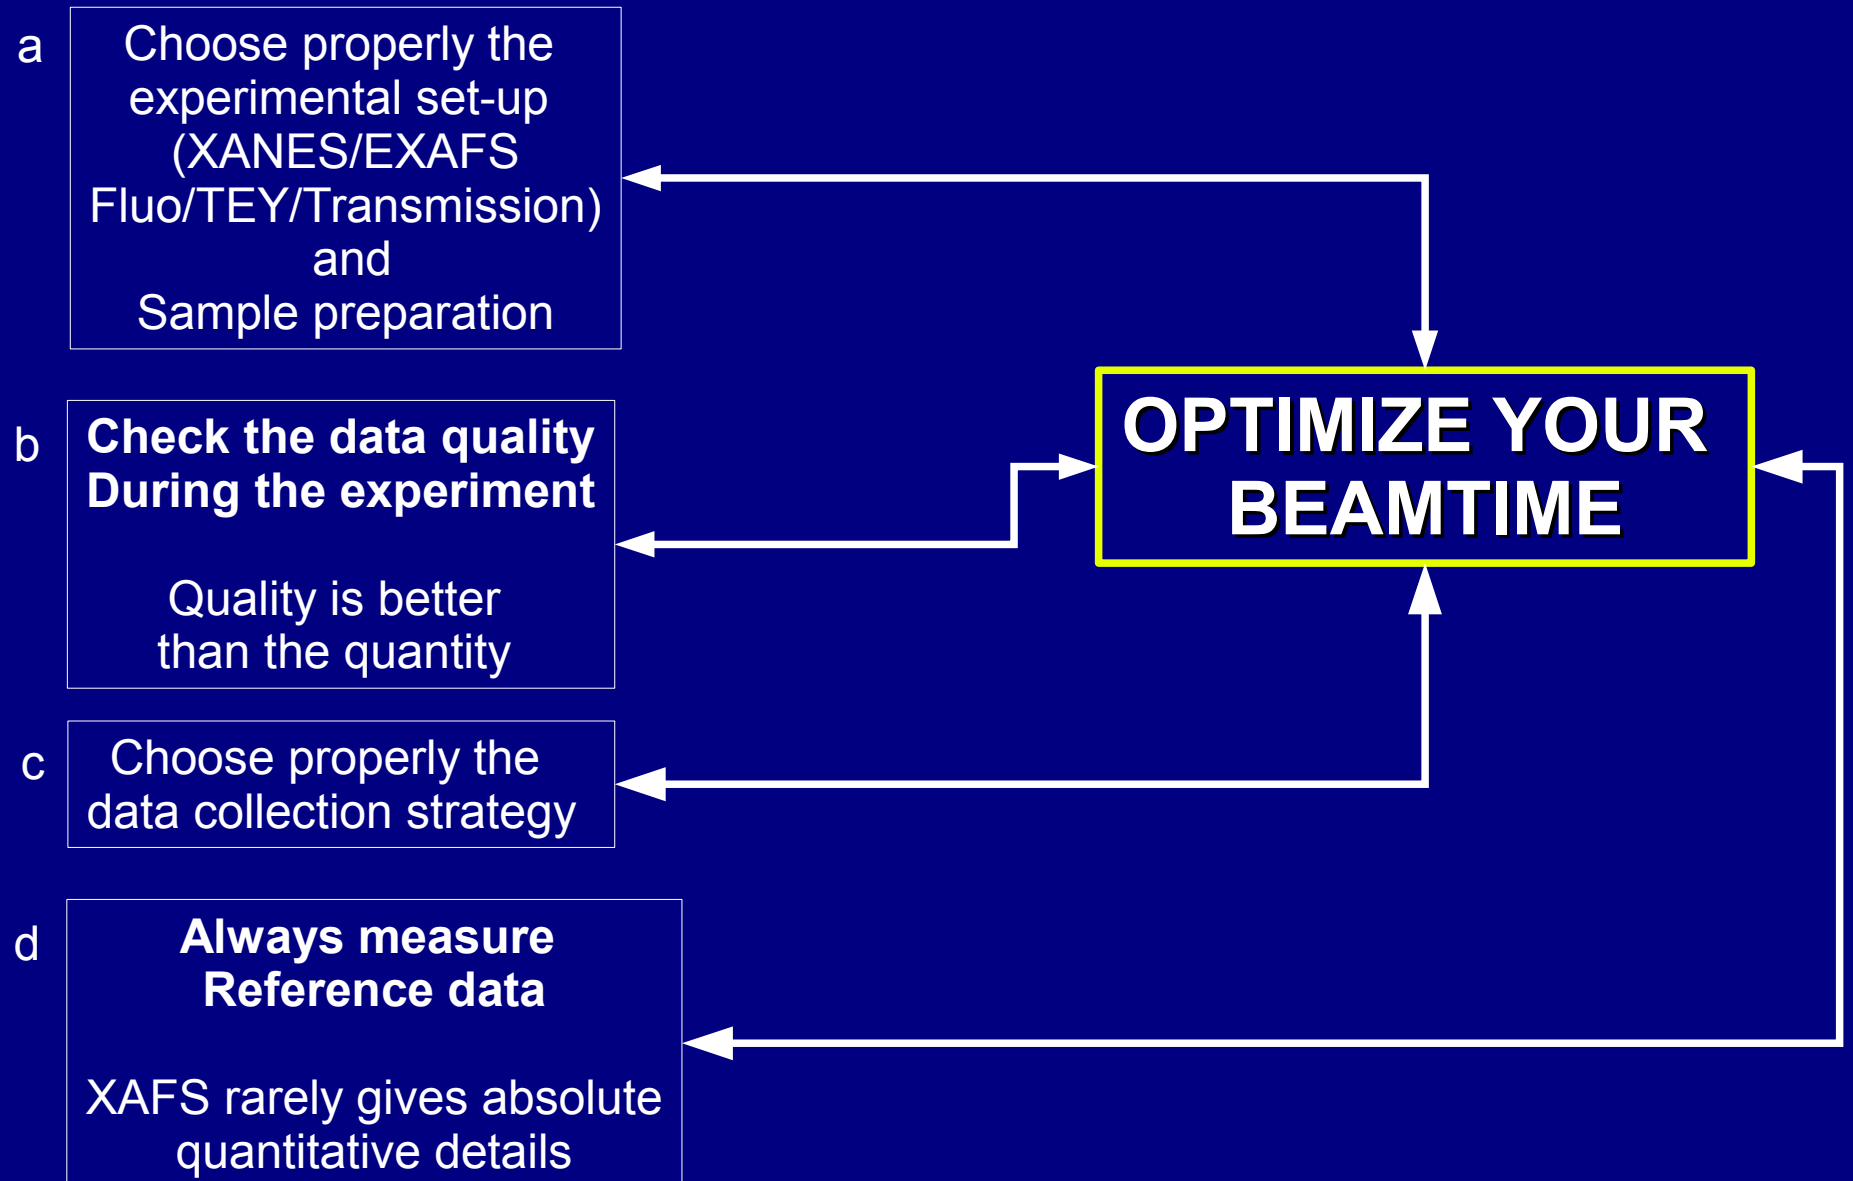 a
Choose properly the
experimental set-up
(XANES/EXAFS
Fluo/TEY/Transmission)
and
Sample preparation
b
Check the data quality
During the experiment
Quality is better
than the quantity
c
Choose properly the
data collection strategy
d
Always measure
Reference data
XAFS rarely gives absolute
quantitative details
OPTIMIZE YOUR
BEAMTIME